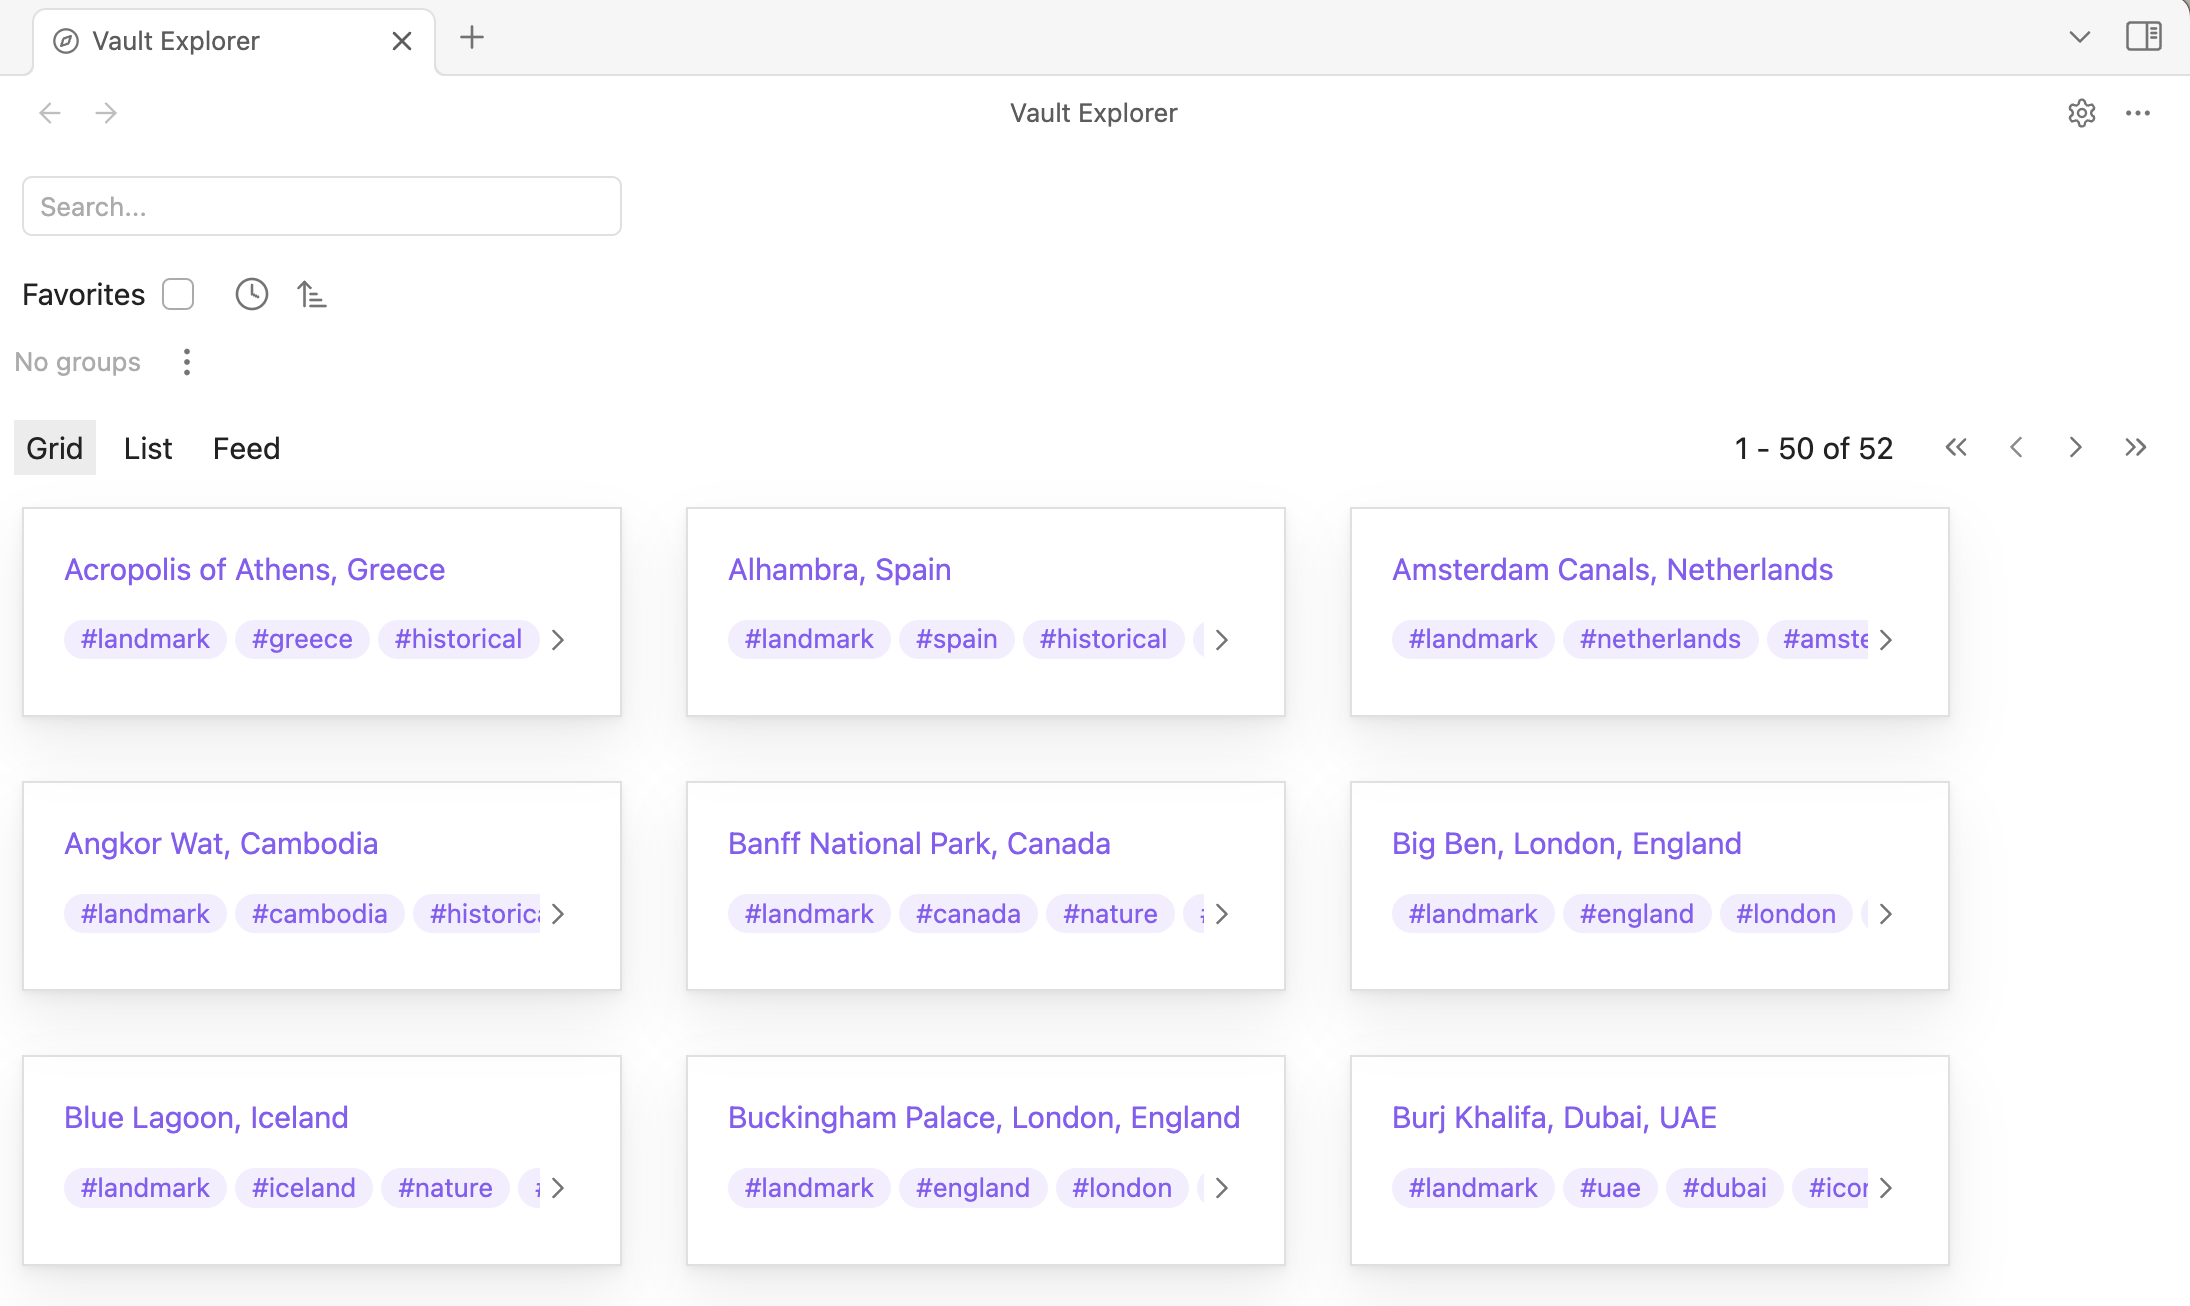 Vault Explorer
Vault Explorer
Search...
Favorites
No groups
Grid List Feed 1 - 50 of 52
Acropolis of Athens, Greece
#landmark #greece #historical
Alhambra, Spain
#landmark #spain #historical
Amsterdam Canals, Netherlands
#landmark #netherlands #amste
Angkor Wat, Cambodia
#landmark #cambodia #historica
Banff National Park, Canada
#landmark #canada #nature #
Big Ben, London, England
#landmark #england #london
Blue Lagoon, Iceland
#landmark #iceland #nature #
Buckingham Palace, London, England
#landmark #england #london
Burj Khalifa, Dubai, UAE
#landmark #uae #dubai #icon